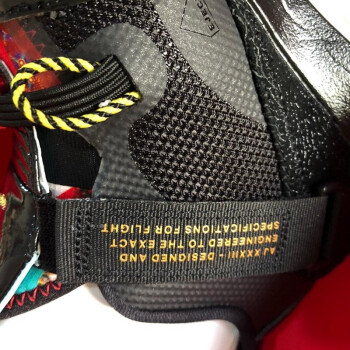 AJ XXXIII - DESIGNED AND
ENGINEERED TO THE EXACT
SPECIFICATIONS FOR FLIGHT